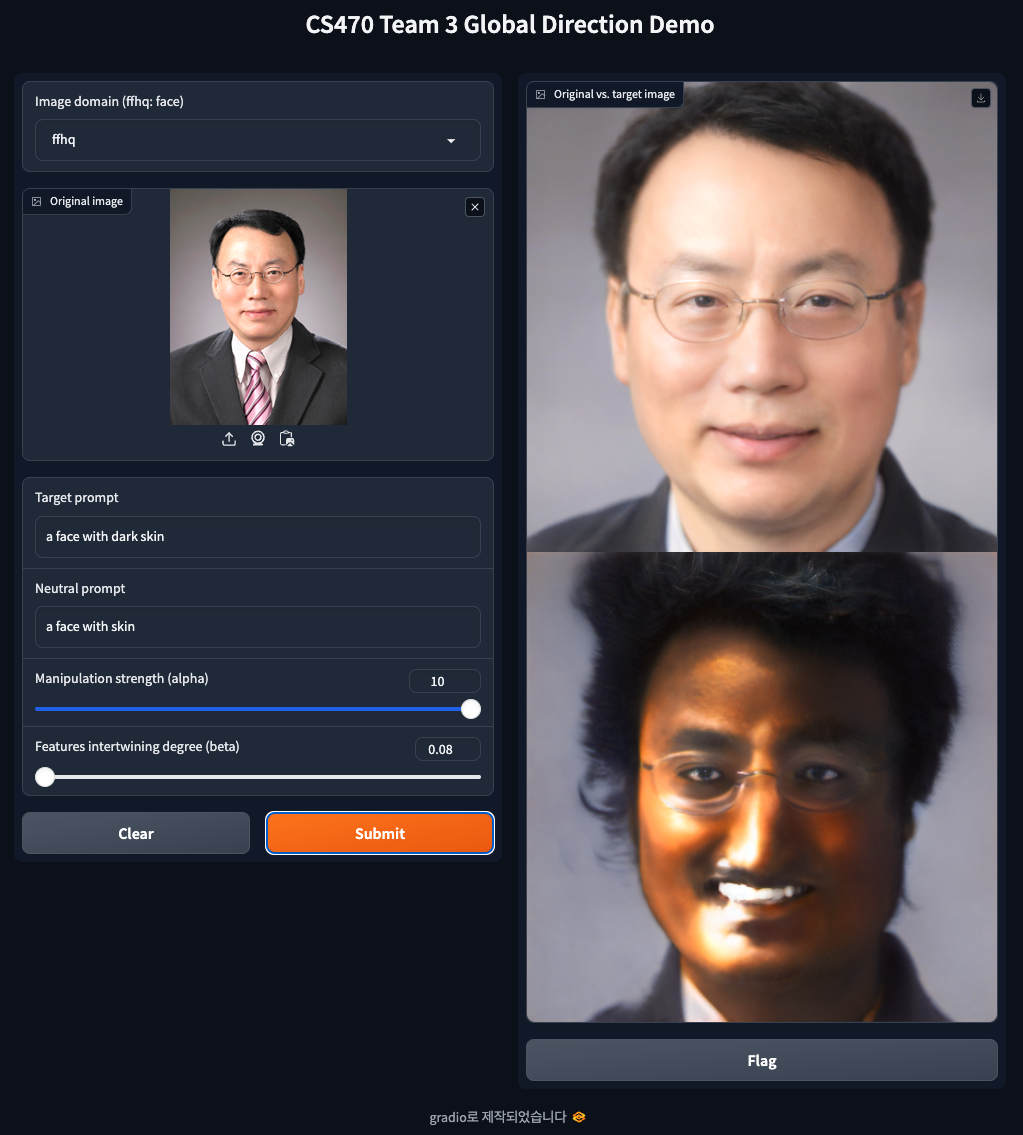 CS470 Team 3 Global Direction Demo
Image domain (ffhq: face)
ffhq
Original image
Target prompt
a face with dark skin
Neutral prompt
a face with skin
Manipulation strength (alpha)
10
Features intertwining degree (beta)
0.08
Clear
Submit
Original vs. target image
Flag
gradio로 제작되었습니다